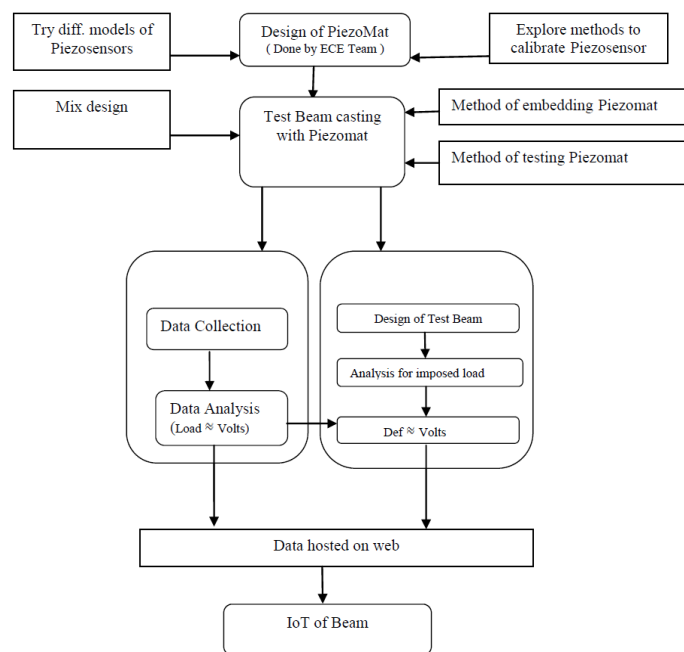 Try diff. models of
Piezosensors
Design of PiezoMat
( Done by ECE Team )
Explore methods to
calibrate Piezosensor
Mix design
Test Beam casting
with Piezomat
Method of embedding Piezomat
Method of testing Piezomat
Data Collection
Data Analysis
(Load ≈ Volts)
Design of Test Beam
Analysis for imposed load
Def ≈ Volts
Data hosted on web
IoT of Beam